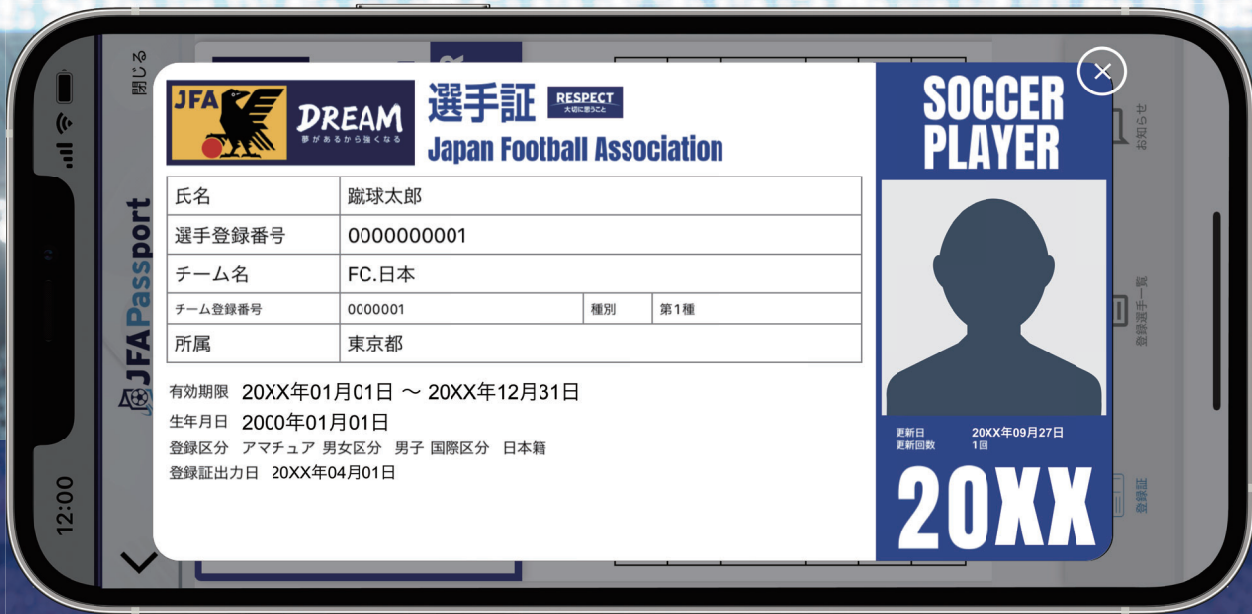 閉じる
JFAPassport
12:00
JFA
DREAM
夢があるから強くなる
選手証
RESPECT
大切に思うこと
Japan Football Association
氏名 蹴球太郎
選手登録番号 0000000001
チーム名 FC.日本
チーム登録番号 0000001 種別 第1種
所属 東京都
有効期限 20XX年01月01日 ～ 20XX年12月31日
生年月日 2000年01月01日
登録区分 アマチュア 男女区分 男子 国際区分 日本籍
登録証出力日 20XX年04月01日
SOCCER
PLAYER
更新日 20XX年09月27日
更新回数 1回
20XX
お知らせ
登録選手一覧
登録証